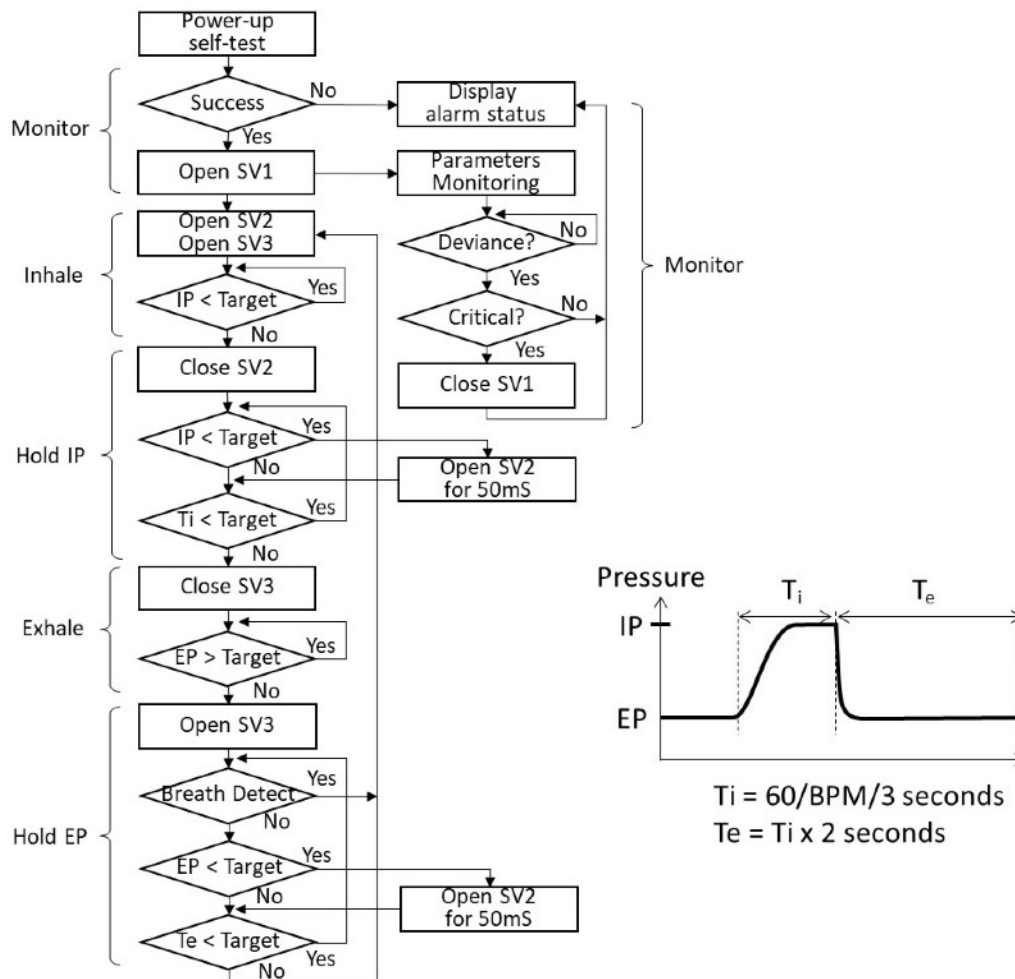 Power-up
self-test
Success
No
Yes
Display
alarm status
Monitor
Open SV1
Parameters
Monitoring
Open SV2
Open SV3
Deviance?
No
Yes
Monitor
Inhale
IP < Target
Yes
No
Critical?
No
Yes
Close SV2
Close SV1
Hold IP
IP < Target
Yes
No
Open SV2
for 50mS
Ti < Target
Yes
No
Close SV3
Exhale
EP > Target
Yes
No
Open SV3
Breath Detect
Yes
No
Hold EP
EP < Target
Yes
No
Open SV2
for 50mS
Te < Target
Yes
No
Pressure
Ti
Te
IP
EP
Ti = 60/BPM/3 seconds
Te = Ti x 2 seconds